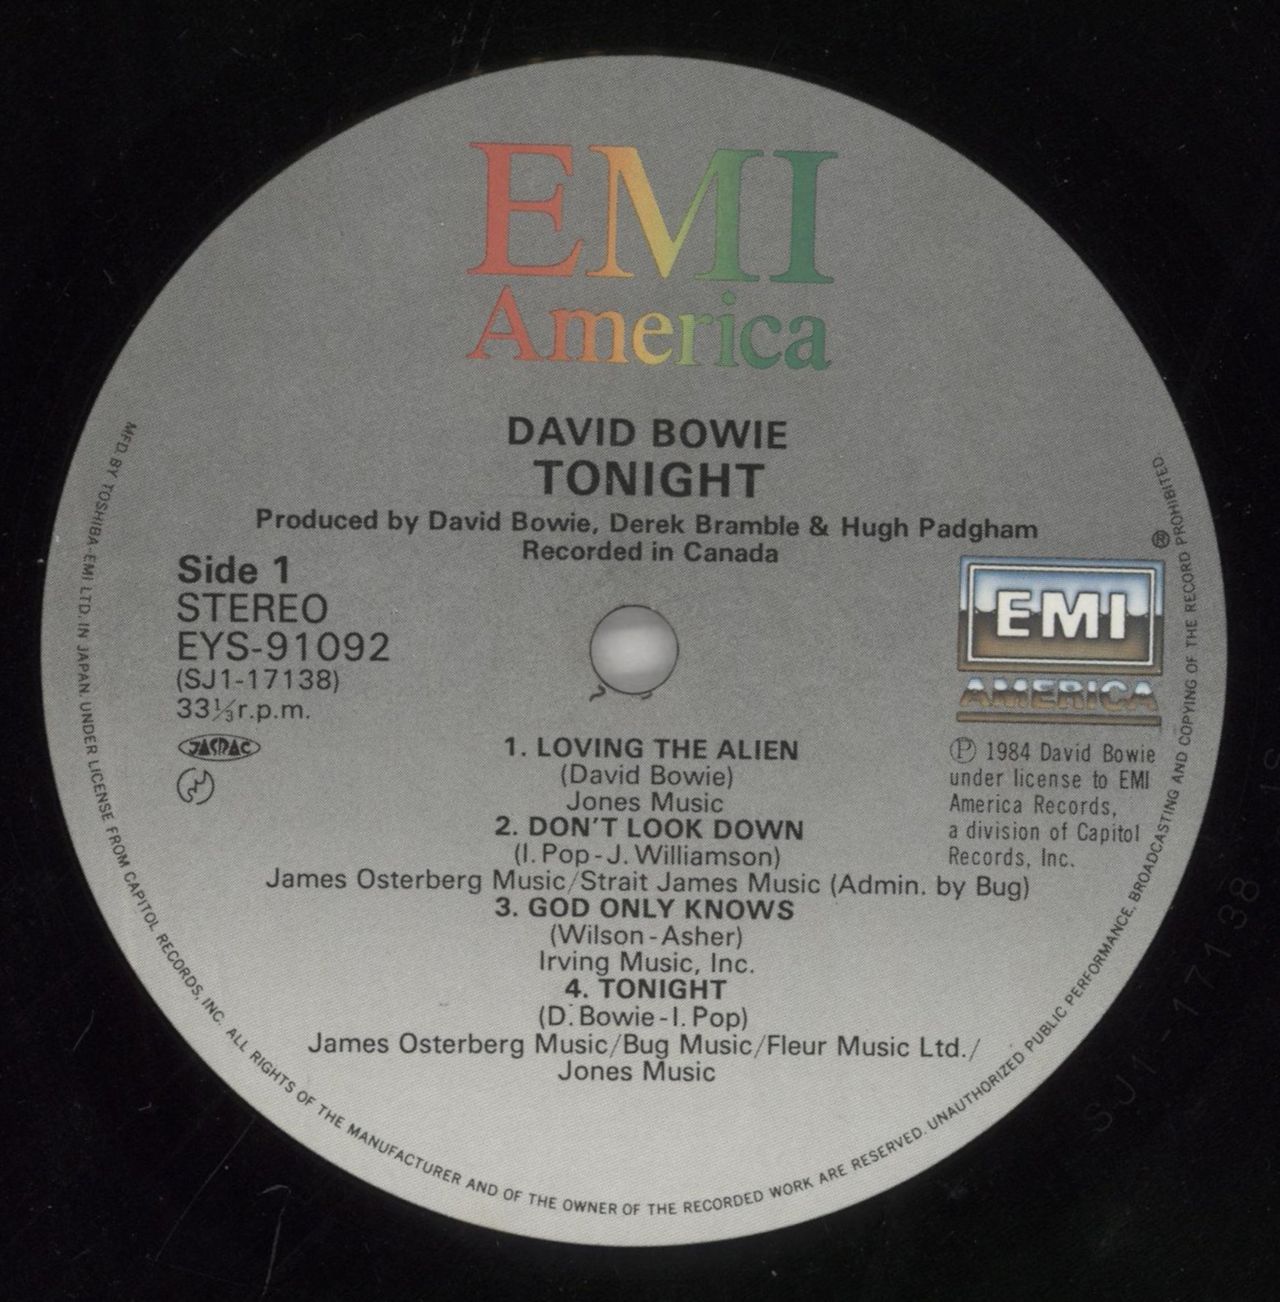 EMI
America
DAVID BOWIE
TONIGHT
Produced by David Bowie, Derek Bramble & Hugh Padgham
Recorded in Canada
Side 1
STEREO
EYS-91092
(SJ1-17138)
33⅓r.p.m.
JASRAC
®
EMI
AMERICA
Ⓟ 1984 David Bowie
under license to EMI
America Records,
a division of Capitol
Records, Inc.
1. LOVING THE ALIEN
(David Bowie)
Jones Music
2. DON'T LOOK DOWN
(I. Pop-J. Williamson)
James Osterberg Music/Strait James Music (Admin. by Bug)
3. GOD ONLY KNOWS
(Wilson-Asher)
Irving Music, Inc.
4. TONIGHT
(D. Bowie-I. Pop)
James Osterberg Music/Bug Music/Fleur Music Ltd./
Jones Music
MFD. BY TOSHIBA-EMI LTD. IN JAPAN. UNDER LICENSE FROM CAPITOL RECORDS, INC. ALL RIGHTS OF THE MANUFACTURER AND OF THE OWNER OF THE RECORDED WORK ARE RESERVED. UNAUTHORIZED PUBLIC PERFORMANCE, BROADCASTING AND COPYING OF THE RECORD PROHIBITED.
SJ1-17138